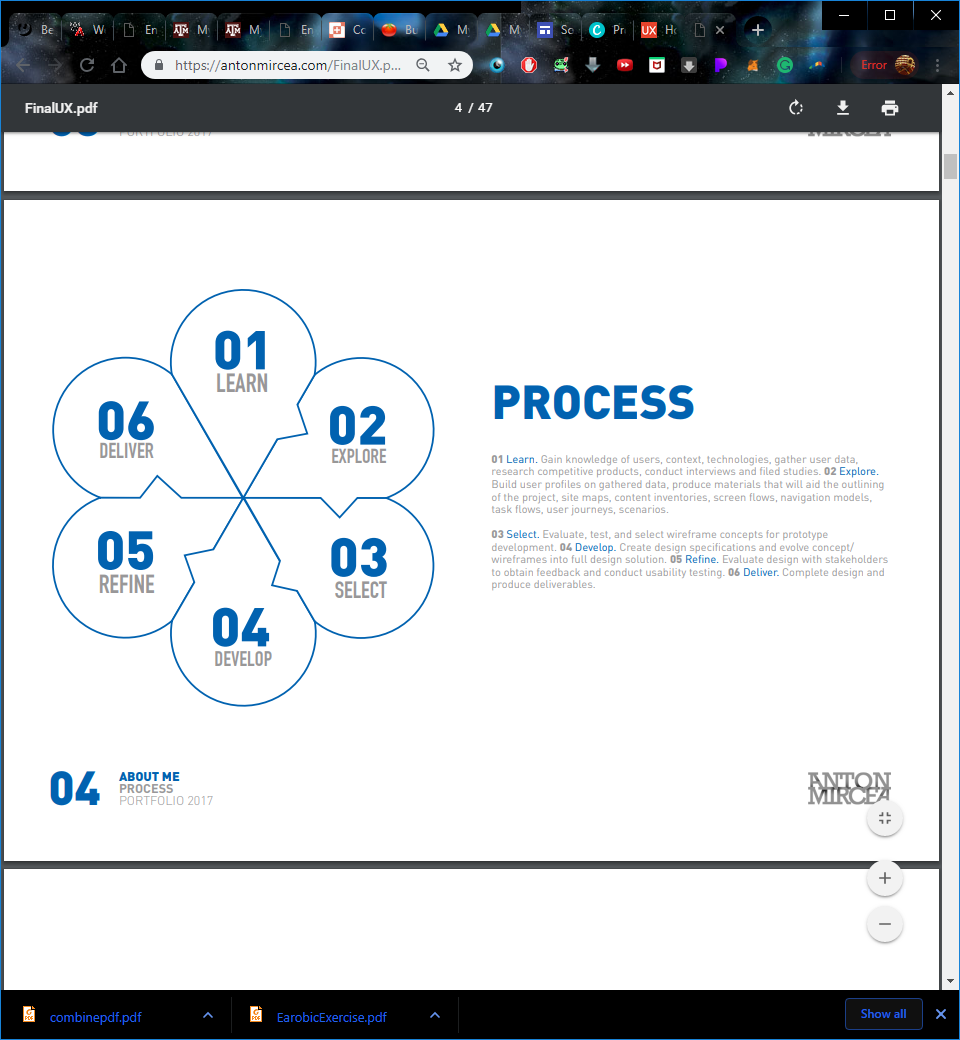 Be
W
En
M
M
En
Co
Bu
M
M
So
Pr
UX
Ho
https://antonmircea.com/FinalUX.p...
Error
FinalUX.pdf
4 / 47
PORTFOLIO 2017
MIRCEA
01
LEARN
02
EXPLORE
03
SELECT
04
DEVELOP
05
REFINE
06
DELIVER
PROCESS
01 Learn. Gain knowledge of users, context, technologies, gather user data,
research competitive products, conduct interviews and filed studies. 02 Explore.
Build user profiles on gathered data, produce materials that will aid the outlining
of the project, site maps, content inventories, screen flows, navigation models,
task flows, user journeys, scenarios.
03 Select. Evaluate, test, and select wireframe concepts for prototype
development. 04 Develop. Create design specifications and evolve concept/
wireframes into full design solution. 05 Refine. Evaluate design with stakeholders
to obtain feedback and conduct usability testing. 06 Deliver. Complete design and
produce deliverables.
04
ABOUT ME
PROCESS
PORTFOLIO 2017
ANTON
MIRCEA
combinepdf.pdf
EarobicExercise.pdf
Show all